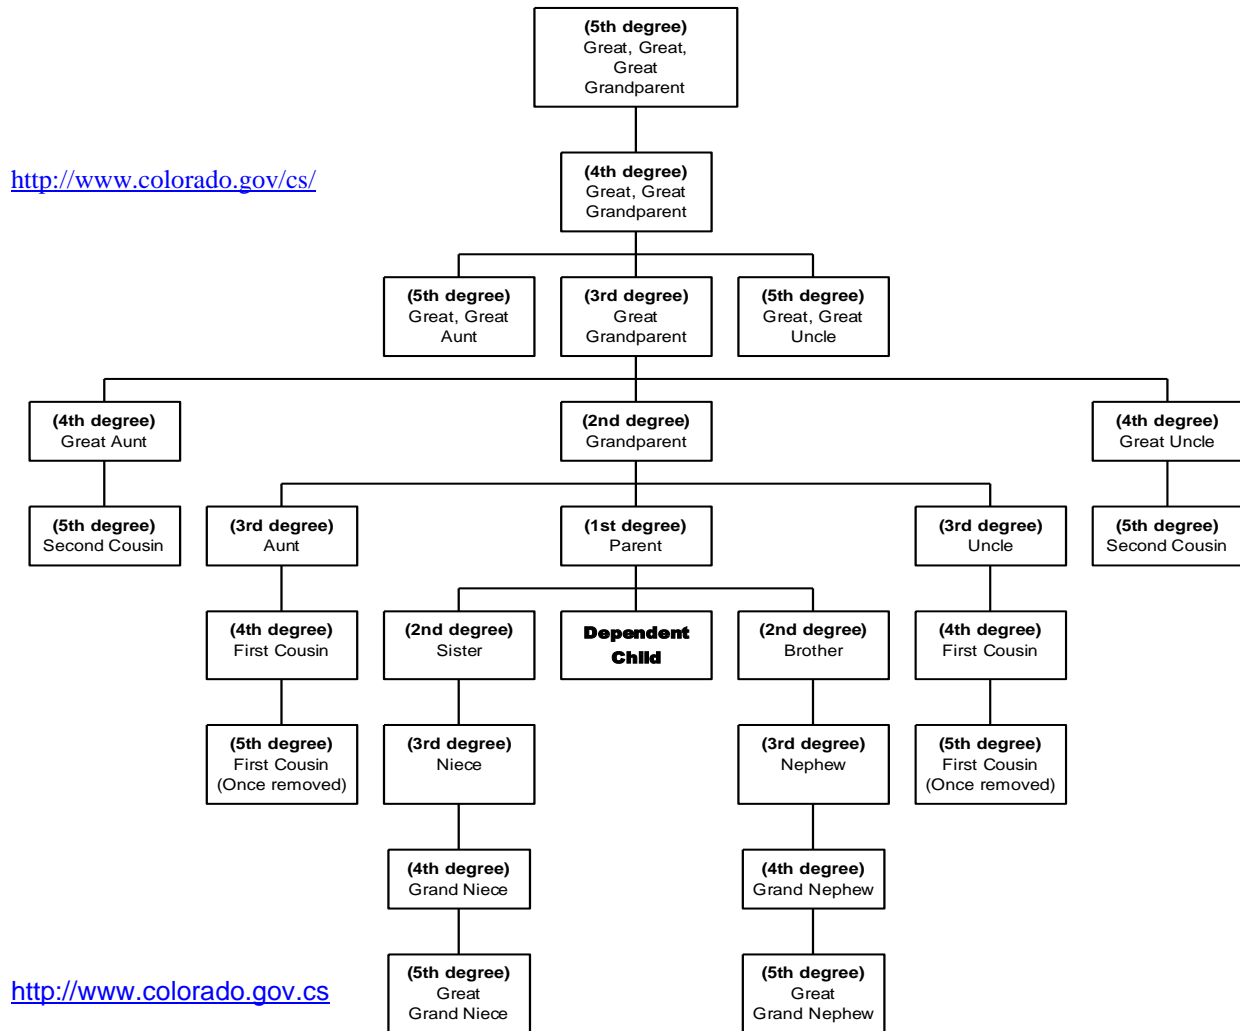 (5th degree)
Great, Great,
Great
Grandparent
http://www.colorado.gov/cs/
(4th degree)
Great, Great
Grandparent
(5th degree)
Great, Great
Aunt
(3rd degree)
Great
Grandparent
(5th degree)
Great, Great
Uncle
(4th degree)
Great Aunt
(2nd degree)
Grandparent
(4th degree)
Great Uncle
(5th degree)
Second Cousin
(3rd degree)
Aunt
(1st degree)
Parent
(3rd degree)
Uncle
(5th degree)
Second Cousin
(4th degree)
First Cousin
(2nd degree)
Sister
Dependent
Child
(2nd degree)
Brother
(4th degree)
First Cousin
(5th degree)
First Cousin
(Once removed)
(3rd degree)
Niece
(3rd degree)
Nephew
(5th degree)
First Cousin
(Once removed)
(4th degree)
Grand Niece
(4th degree)
Grand Nephew
http://www.colorado.gov.cs
(5th degree)
Great
Grand Niece
(5th degree)
Great
Grand Nephew